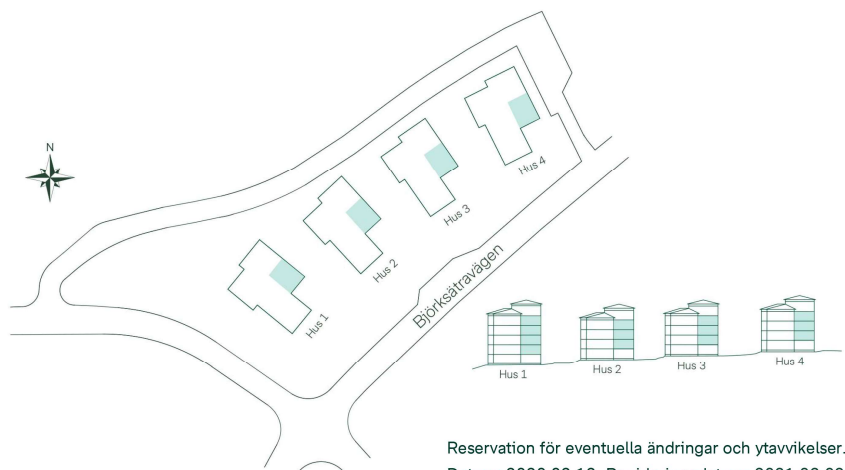 N
Hus 4
Hus 3
Hus 2
Hus 1
Björksätravägen
Hus 1
Hus 2
Hus 3
Hus 4
Reservation för eventuella ändringar och ytavvikelser.